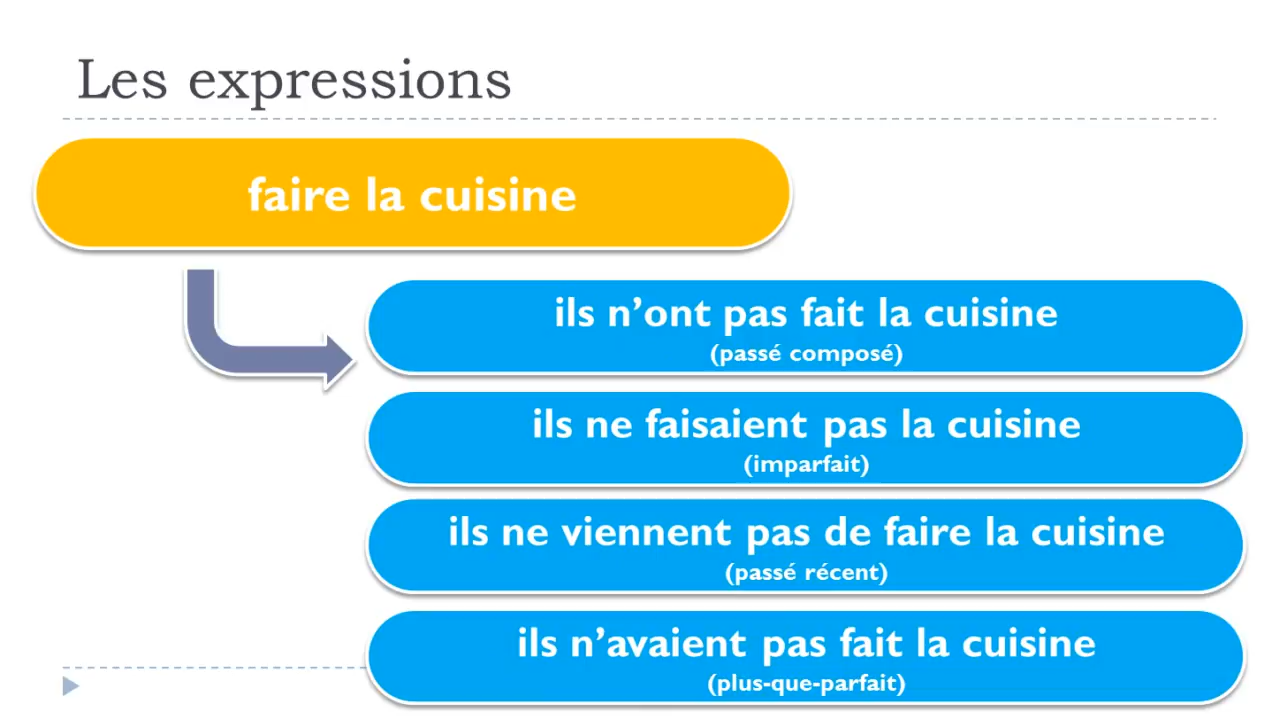 Les expressions
faire la cuisine
ils n’ont pas fait la cuisine
(passé composé)
ils ne faisaient pas la cuisine
(imparfait)
ils ne viennent pas de faire la cuisine
(passé récent)
ils n’avaient pas fait la cuisine
(plus-que-parfait)